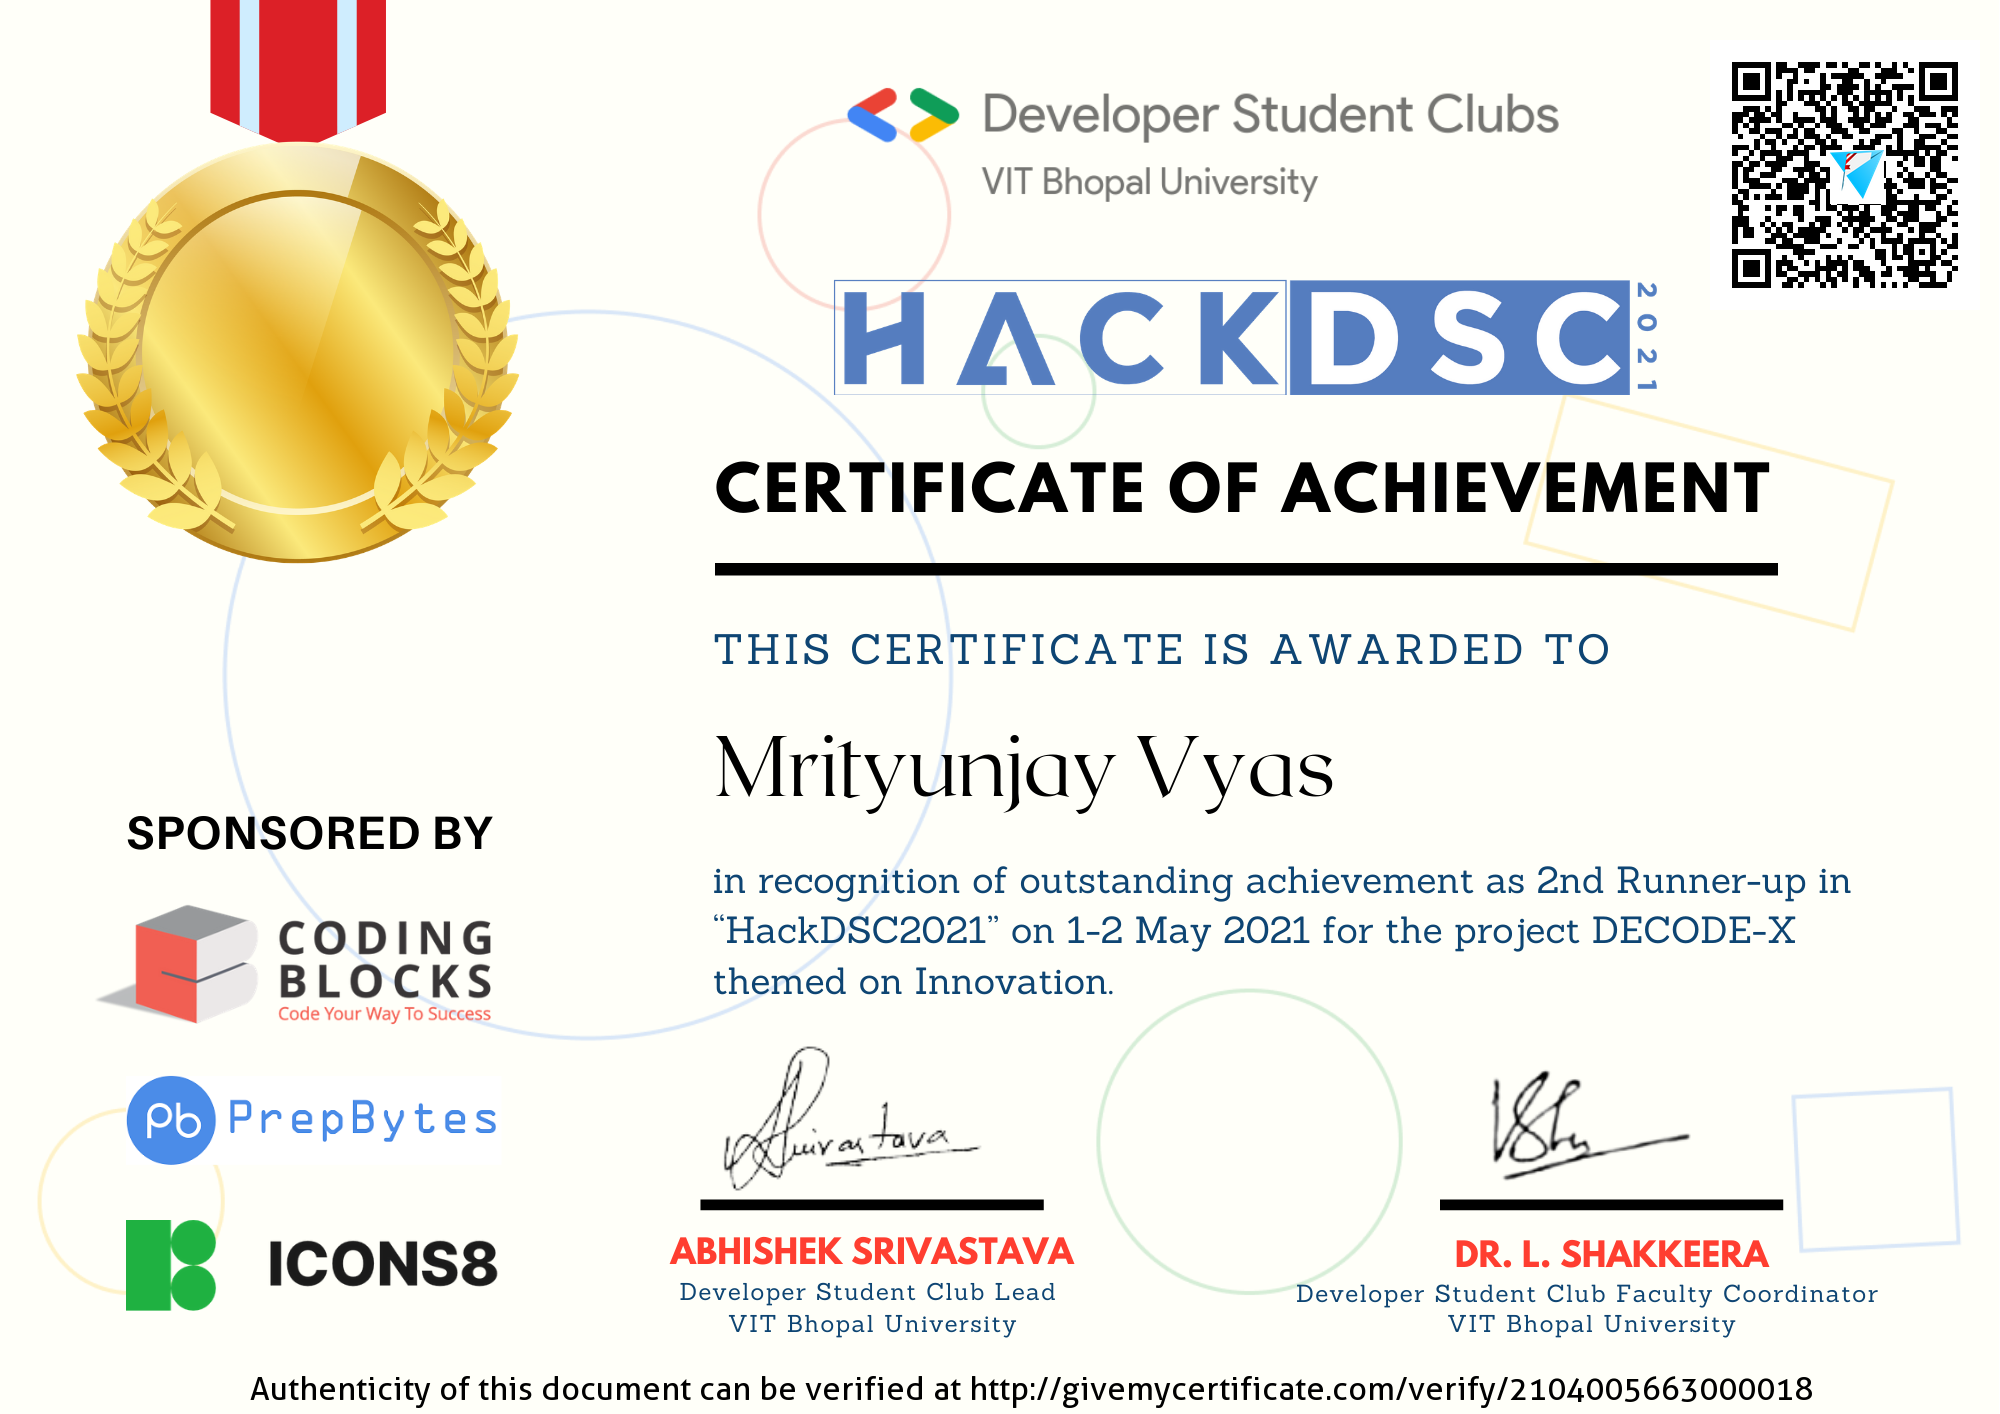 Developer Student Clubs
VIT Bhopal University
HACKDSC
2021
CERTIFICATE OF ACHIEVEMENT
THIS CERTIFICATE IS AWARDED TO
Mrityunjay Vyas
in recognition of outstanding achievement as 2nd Runner-up in
“HackDSC2021” on 1-2 May 2021 for the project DECODE-X
themed on Innovation.
SPONSORED BY
CODING
BLOCKS
Code Your Way To Success
pb PrepBytes
ICONS8
Srivastava
ABHISHEK SRIVASTAVA
Developer Student Club Lead
VIT Bhopal University
DR. L. SHAKKEERA
Developer Student Club Faculty Coordinator
VIT Bhopal University
Authenticity of this document can be verified at http://givemycertificate.com/verify/2104005663000018